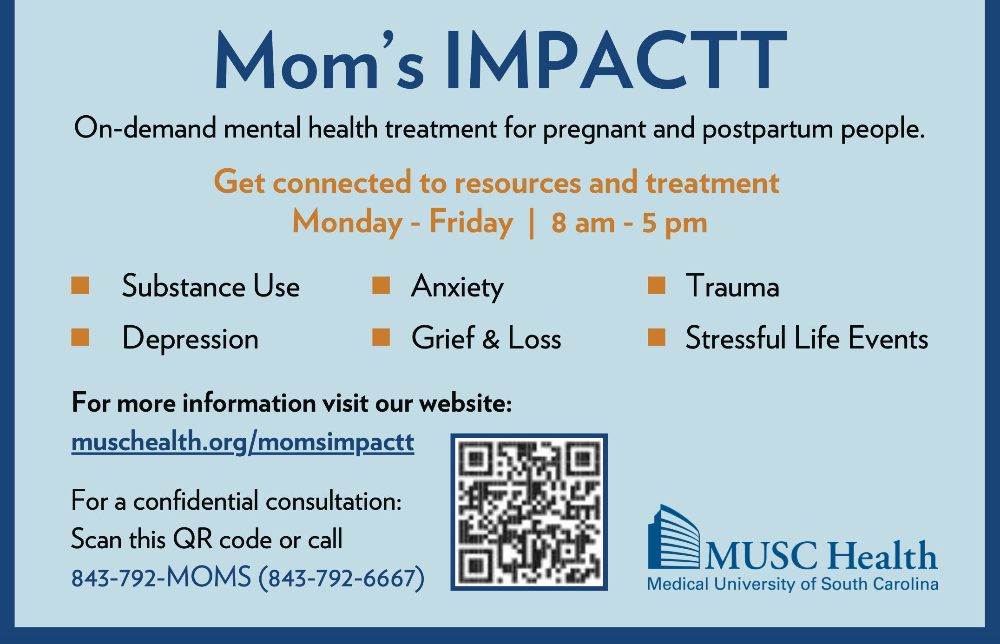 Mom's IMPACTT
On-demand mental health treatment for pregnant and postpartum people.
Get connected to resources and treatment
Monday - Friday | 8 am - 5 pm
Substance Use
Anxiety
Trauma
Depression
Grief & Loss
Stressful Life Events
For more information visit our website:
muschealth.org/momsimpactt
For a confidential consultation:
Scan this QR code or call
843-792-MOMS (843-792-6667)
MUSC Health
Medical University of South Carolina